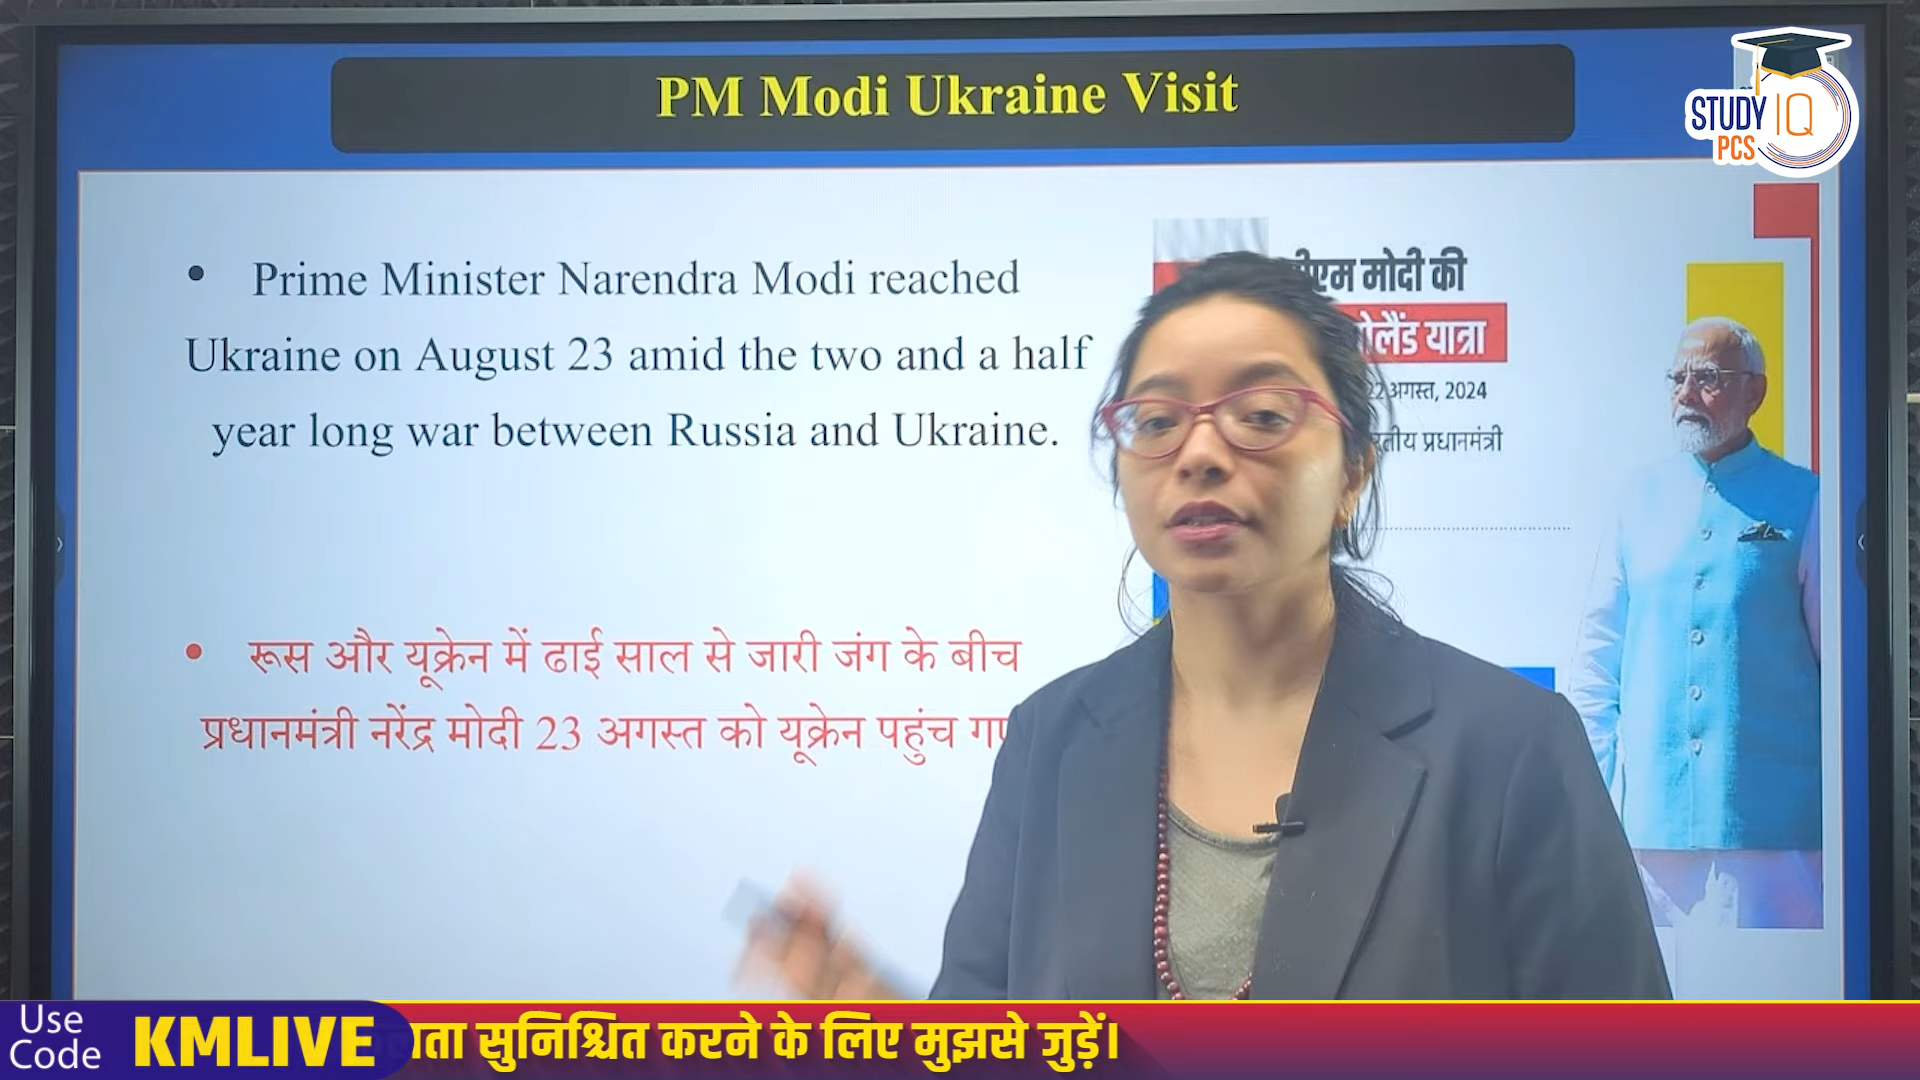 PM Modi Ukraine Visit
STUDY IQ
PCS
• Prime Minister Narendra Modi reached
Ukraine on August 23 amid the two and a half
year long war between Russia and Ukraine.
मोदी की
यात्रा
अगस्त, 2024
प्रधानमंत्री
• रूस और यूक्रेन में ढाई साल से जारी जंग के बीच
प्रधानमंत्री नरेंद्र मोदी 23 अगस्त को यूक्रेन पहुंच
Use
Code
KMLIVE
सुनिश्चित करने के लिए मुझसे जुड़ें।